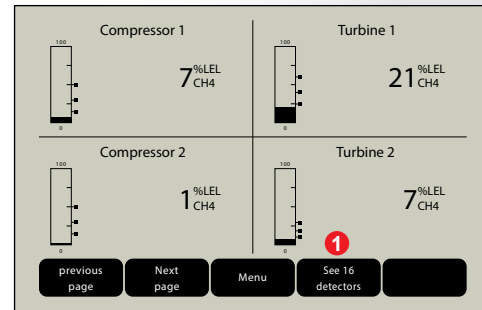 Compressor 1
100
7 %LEL
CH4
0
Turbine 1
100
21 %LEL
CH4
0
Compressor 2
100
1 %LEL
CH4
0
Turbine 2
100
7 %LEL
CH4
0
1
previous
page
Next
page
Menu
See 16
detectors